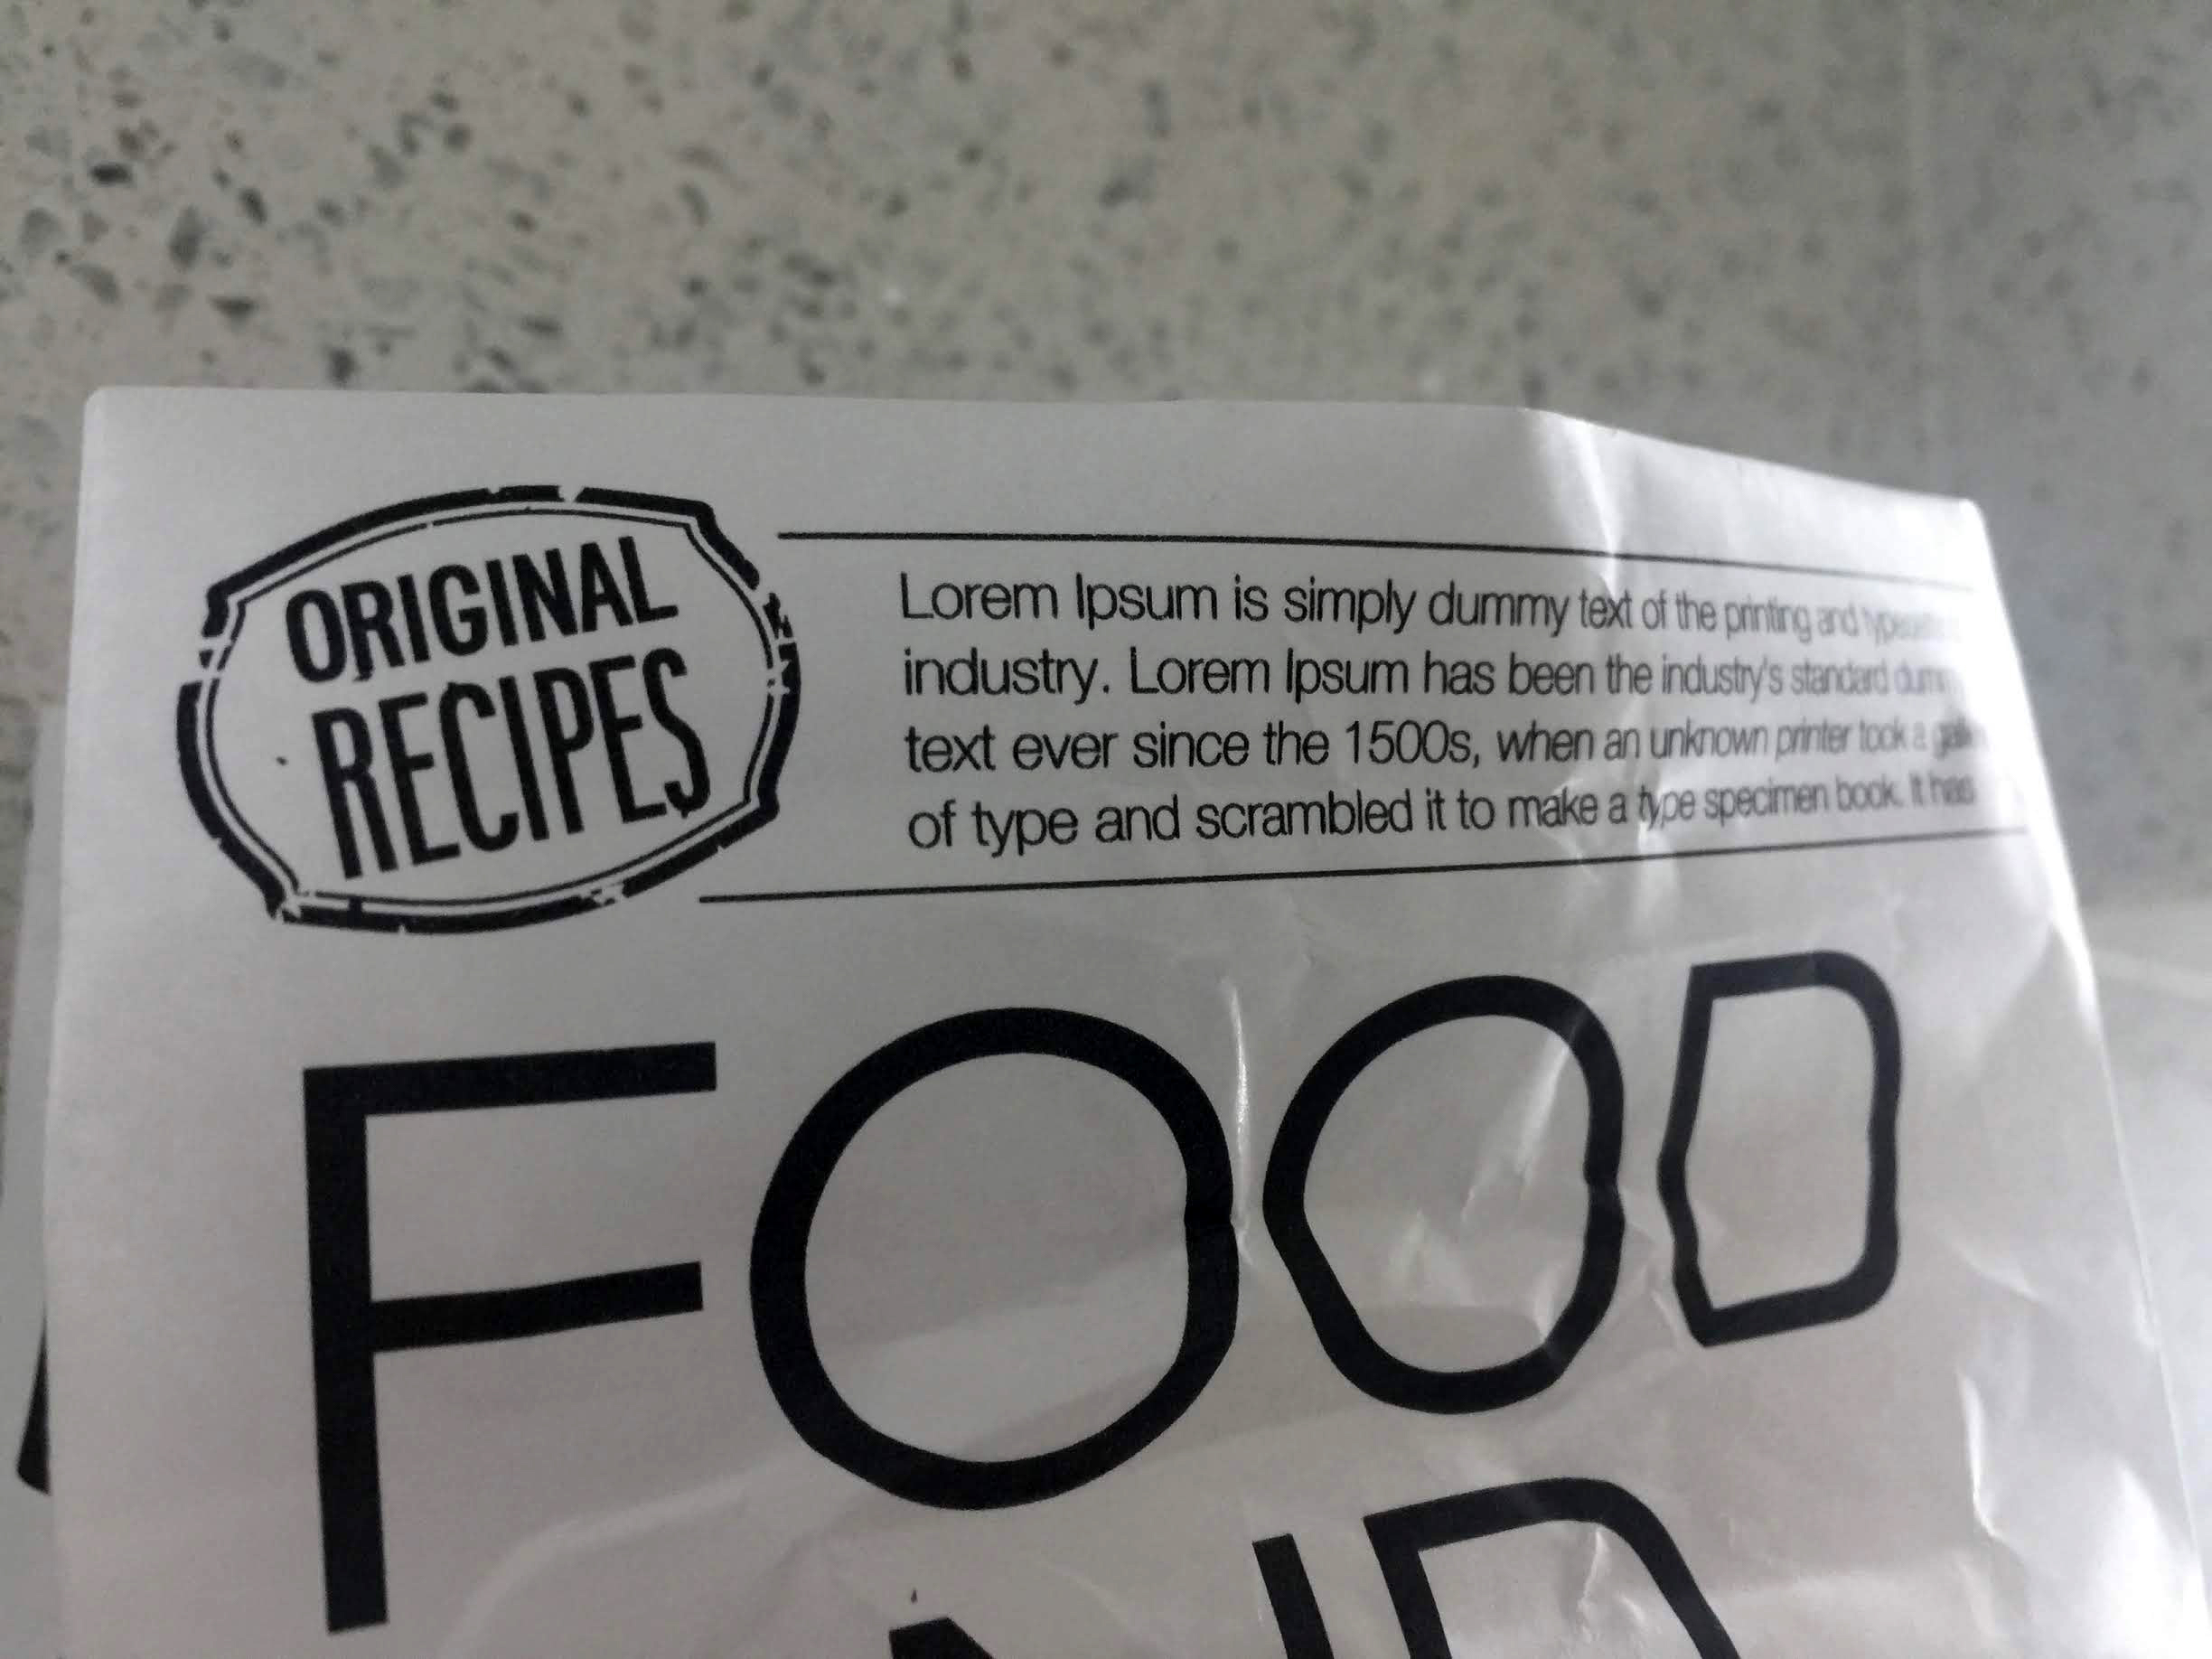 ORIGINAL
RECIPES
Lorem Ipsum is simply dummy text of the printing and
industry. Lorem Ipsum has been the industry's standard
text ever since the 1500s, when an unknown printer took a
of type and scrambled it to make a type specimen book. It has
FOOD